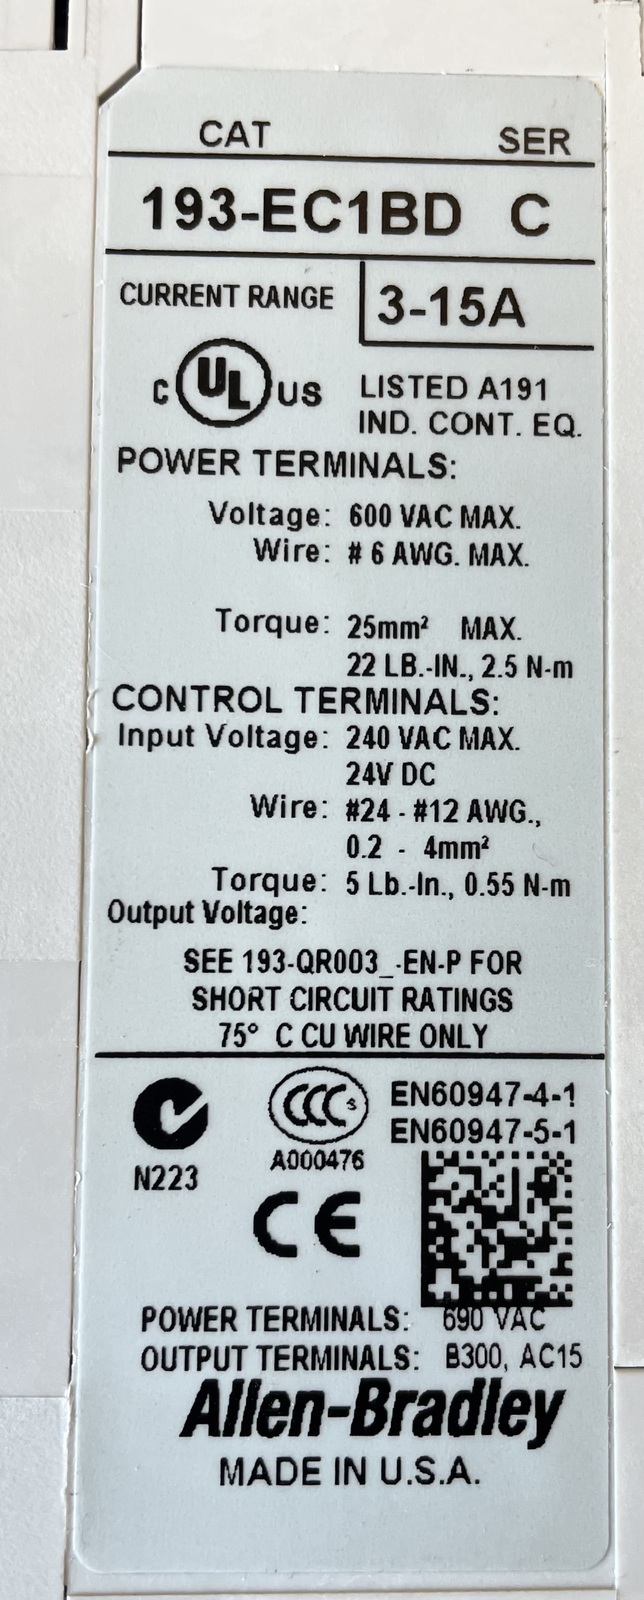 CAT SER
193-EC1BD C
CURRENT RANGE 3-15A
C UL US LISTED A191
IND. CONT. EQ.
POWER TERMINALS:
Voltage: 600 VAC MAX.
Wire: # 6 AWG. MAX.
Torque: 25mm² MAX.
22 LB.-IN., 2.5 N-m
CONTROL TERMINALS:
Input Voltage: 240 VAC MAX.
24V DC
Wire: #24 - #12 AWG.,
0.2 - 4mm²
Torque: 5 Lb.-In., 0.55 N-m
Output Voltage:
SEE 193-QR003_-EN-P FOR
SHORT CIRCUIT RATINGS
75° C CU WIRE ONLY
CCC S EN60947-4-1
EN60947-5-1
N223 A000476
CE
POWER TERMINALS: 690 VAC
OUTPUT TERMINALS: B300, AC15
Allen-Bradley
MADE IN U.S.A.